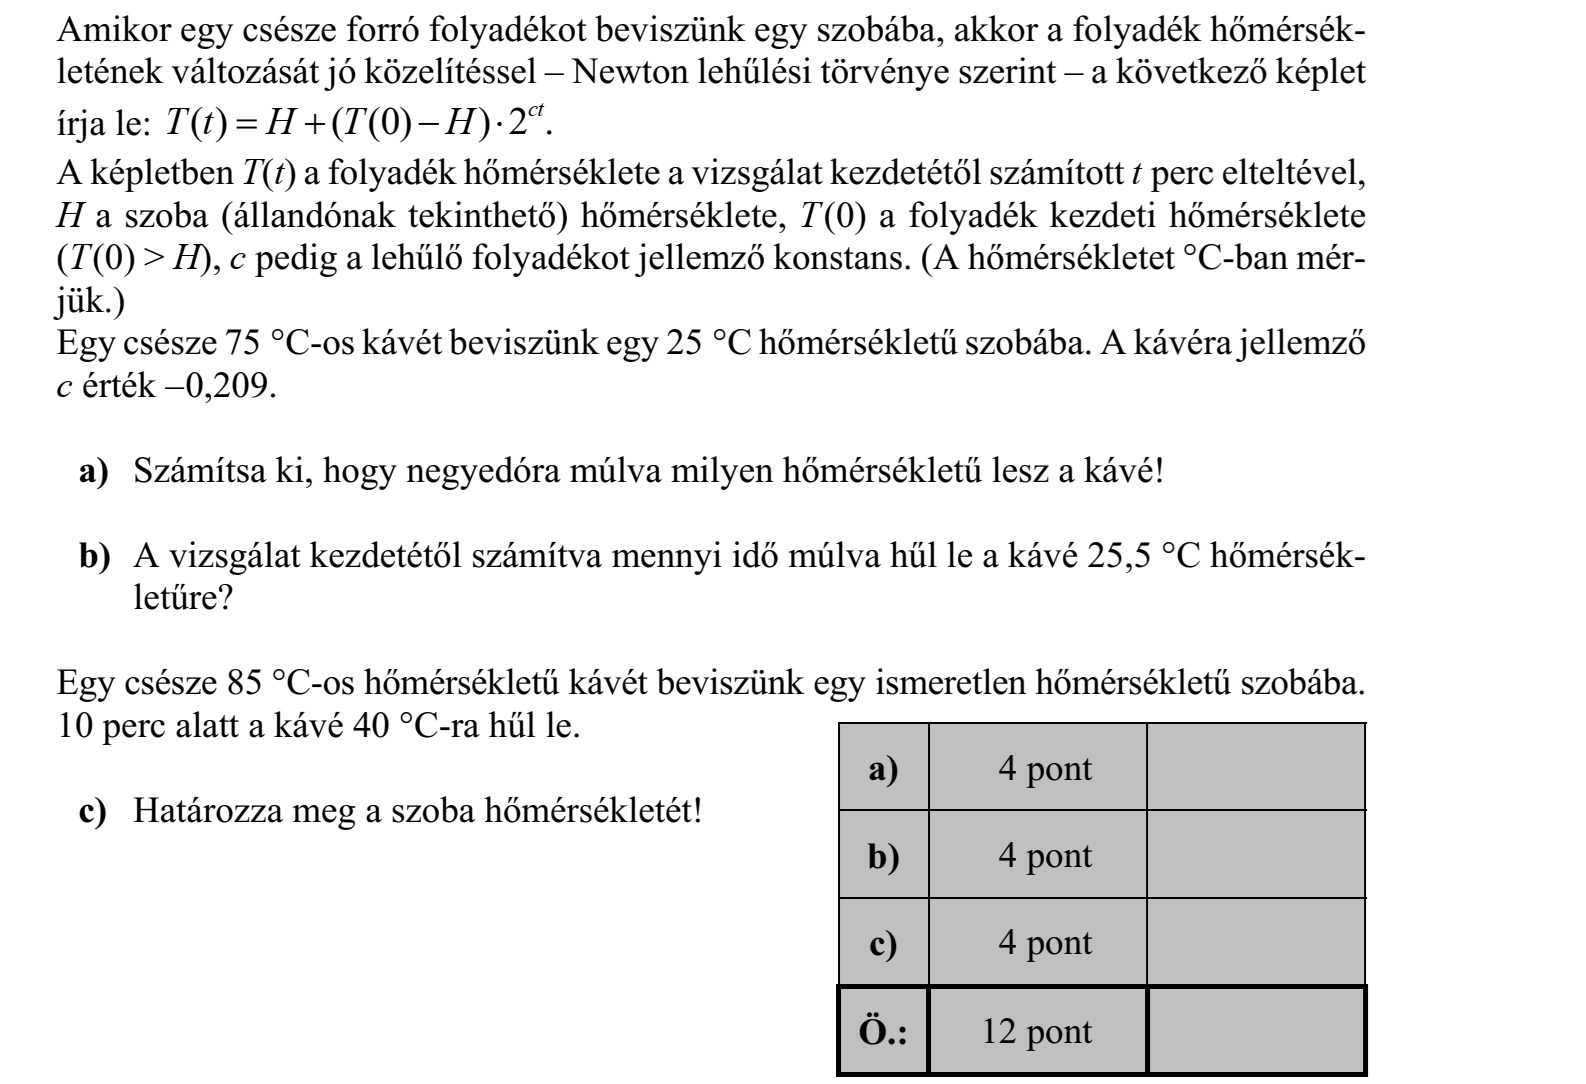 Amikor egy csésze forró folyadékot beviszünk egy szobába, akkor a folyadék hőmérsék-
letének változását jó közelítéssel – Newton lehűlési törvénye szerint – a következő képlet
írja le: T(t) = H + (T(0) – H) · 2^{ct}.
A képletben T(t) a folyadék hőmérséklete a vizsgálat kezdetétől számított t perc elteltével,
H a szoba (állandónak tekinthető) hőmérséklete, T(0) a folyadék kezdeti hőmérséklete
(T(0) > H), c pedig a lehűlő folyadékot jellemző konstans. (A hőmérsékletet °C-ban mér-
jük.)
Egy csésze 75 °C-os kávét beviszünk egy 25 °C hőmérsékletű szobába. A kávéra jellemző
c érték –0,209.
a) Számítsa ki, hogy negyedóra múlva milyen hőmérsékletű lesz a kávé!
b) A vizsgálat kezdetétől számítva mennyi idő múlva hűl le a kávé 25,5 °C hőmérsék-
letűre?
Egy csésze 85 °C-os hőmérsékletű kávét beviszünk egy ismeretlen hőmérsékletű szobába.
10 perc alatt a kávé 40 °C-ra hűl le.
c) Határozza meg a szoba hőmérsékletét!
a) 4 pont
b) 4 pont
c) 4 pont
Ö.: 12 pont